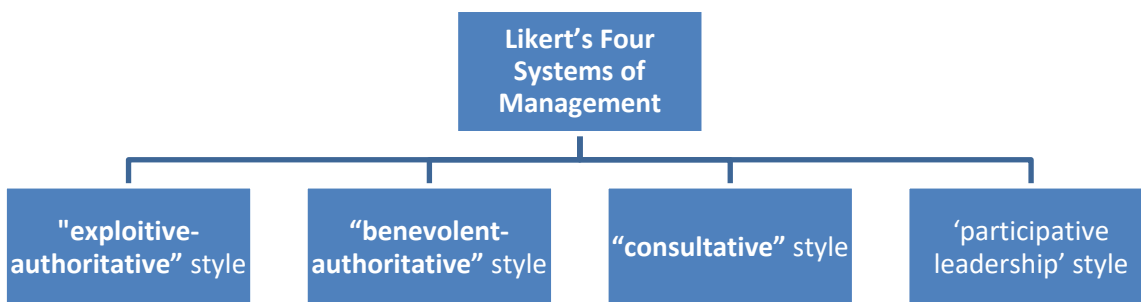 Likert’s Four
Systems of
Management
"exploitive-
authoritative” style
“benevolent-
authoritative” style
“consultative” style
‘participative
leadership’ style